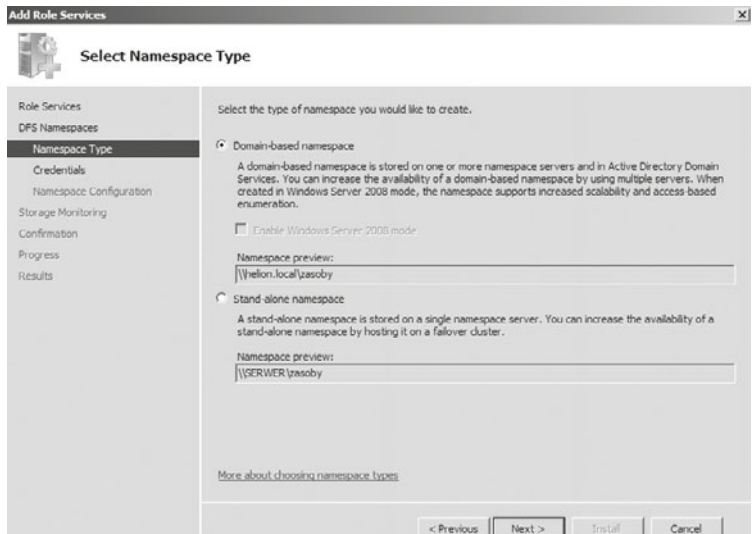 Add Role Services
Select Namespace Type
Role Services
DFS Namespaces
Namespace Type
Credentials
Namespace Configuration
Storage Monitoring
Confirmation
Progress
Results
Select the type of namespace you would like to create.
Domain-based namespace
A domain-based namespace is stored on one or more namespace servers and in Active Directory Domain
Services. You can increase the availability of a domain-based namespace by using multiple servers. When
created in Windows Server 2008 mode, the namespace supports increased scalability and access-based
enumeration.
Enable Windows Server 2008 mode
Namespace preview:
\\helion.local\zasoby
Stand-alone namespace
A stand-alone namespace is stored on a single namespace server. You can increase the availability of a
stand-alone namespace by hosting it on a failover cluster.
Namespace preview:
\\SERWER\zasoby
More about choosing namespace types
< Previous
Next >
Install
Cancel